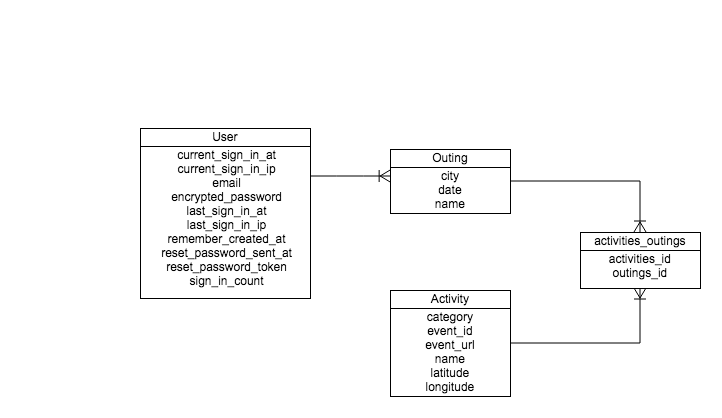 User
current_sign_in_at
current_sign_in_ip
email
encrypted_password
last_sign_in_at
last_sign_in_ip
remember_created_at
reset_password_sent_at
reset_password_token
sign_in_count
Outing
city
date
name
activities_outings
activities_id
outings_id
Activity
category
event_id
event_url
name
latitude
longitude